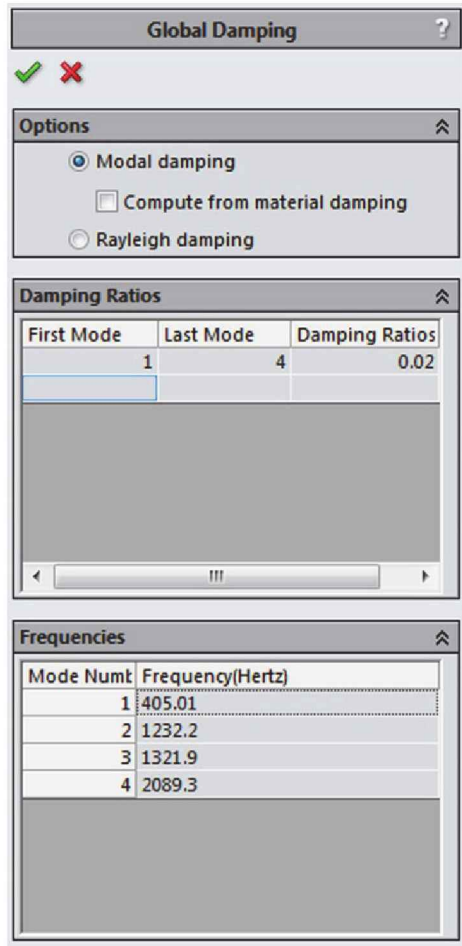 Global Damping ?
Options
Modal damping
Compute from material damping
Rayleigh damping
Damping Ratios
First Mode Last Mode Damping Ratios
1 4 0.02
Frequencies
Mode Numt Frequency(Hertz)
1 405.01
2 1232.2
3 1321.9
4 2089.3